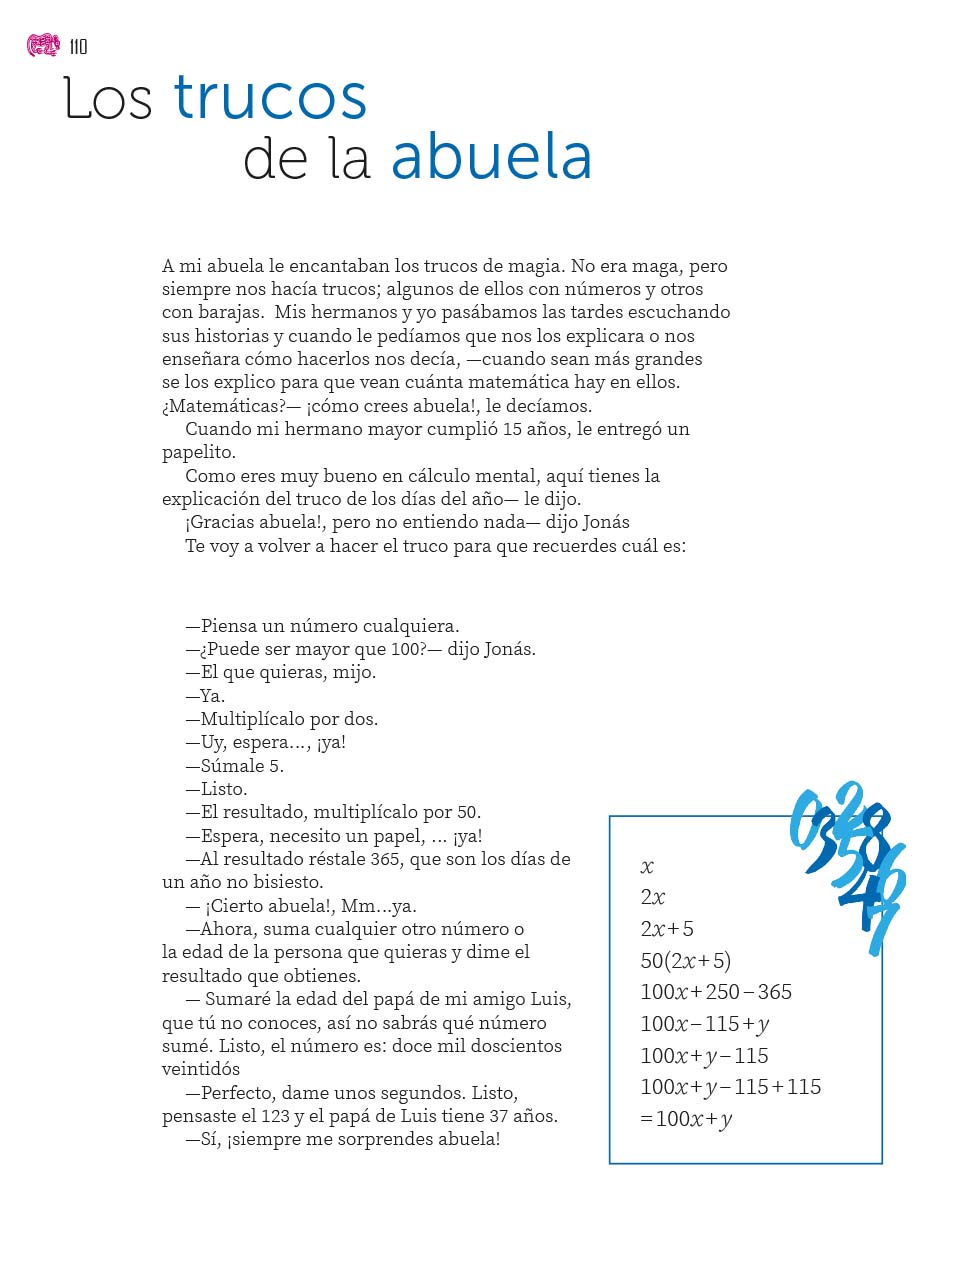 110
Los trucos
de la abuela
A mi abuela le encantaban los trucos de magia. No era maga, pero
siempre nos hacía trucos; algunos de ellos con números y otros
con barajas.  Mis hermanos y yo pasábamos las tardes escuchando
sus historias y cuando le pedíamos que nos los explicara o nos
enseñara cómo hacerlos nos decía, —cuando sean más grandes
se los explico para que vean cuánta matemática hay en ellos.
¿Matemáticas?— ¡cómo crees abuela!, le decíamos.
Cuando mi hermano mayor cumplió 15 años, le entregó un
papelito.
Como eres muy bueno en cálculo mental, aquí tienes la
explicación del truco de los días del año— le dijo.
¡Gracias abuela!, pero no entiendo nada— dijo Jonás
Te voy a volver a hacer el truco para que recuerdes cuál es:
—Piensa un número cualquiera.
—¿Puede ser mayor que 100?— dijo Jonás.
—El que quieras, mijo.
—Ya.
—Multiplícalo por dos.
—Uy, espera..., ¡ya!
—Súmale 5.
—Listo.
—El resultado, multiplícalo por 50.
—Espera, necesito un papel, ... ¡ya!
—Al resultado réstale 365, que son los días de
un año no bisiesto.
— ¡Cierto abuela!, Mm...ya.
—Ahora, suma cualquier otro número o
la edad de la persona que quieras y dime el
resultado que obtienes.
— Sumaré la edad del papá de mi amigo Luis,
que tú no conoces, así no sabrás qué número
sumé. Listo, el número es: doce mil doscientos
veintidós
—Perfecto, dame unos segundos. Listo,
pensaste el 123 y el papá de Luis tiene 37 años.
—Sí, ¡siempre me sorprendes abuela!
x
2x
2x+5
50(2x+5)
100x+250–365
100x–115+y
100x+y–115
100x+y–115+115
=100x+y